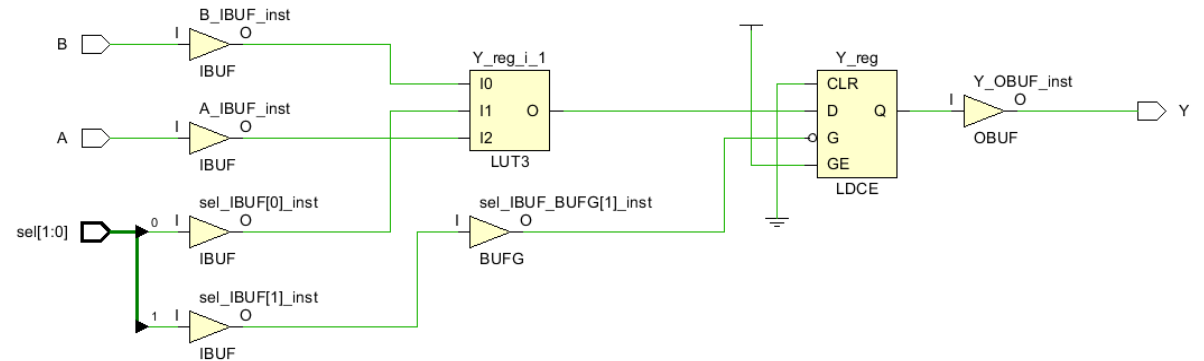 B_IBUF_inst
B
I
O
IBUF
A_IBUF_inst
A
I
O
IBUF
sel_IBUF[0]_inst
sel[1:0]
0
I
O
IBUF
sel_IBUF[1]_inst
1
I
O
IBUF
Y_reg_i_1
I0
I1
O
I2
LUT3
sel_IBUF_BUFG[1]_inst
I
O
BUFG
Y_reg
CLR
D
Q
G
GE
LDCE
Y_OBUF_inst
I
O
Y
OBUF